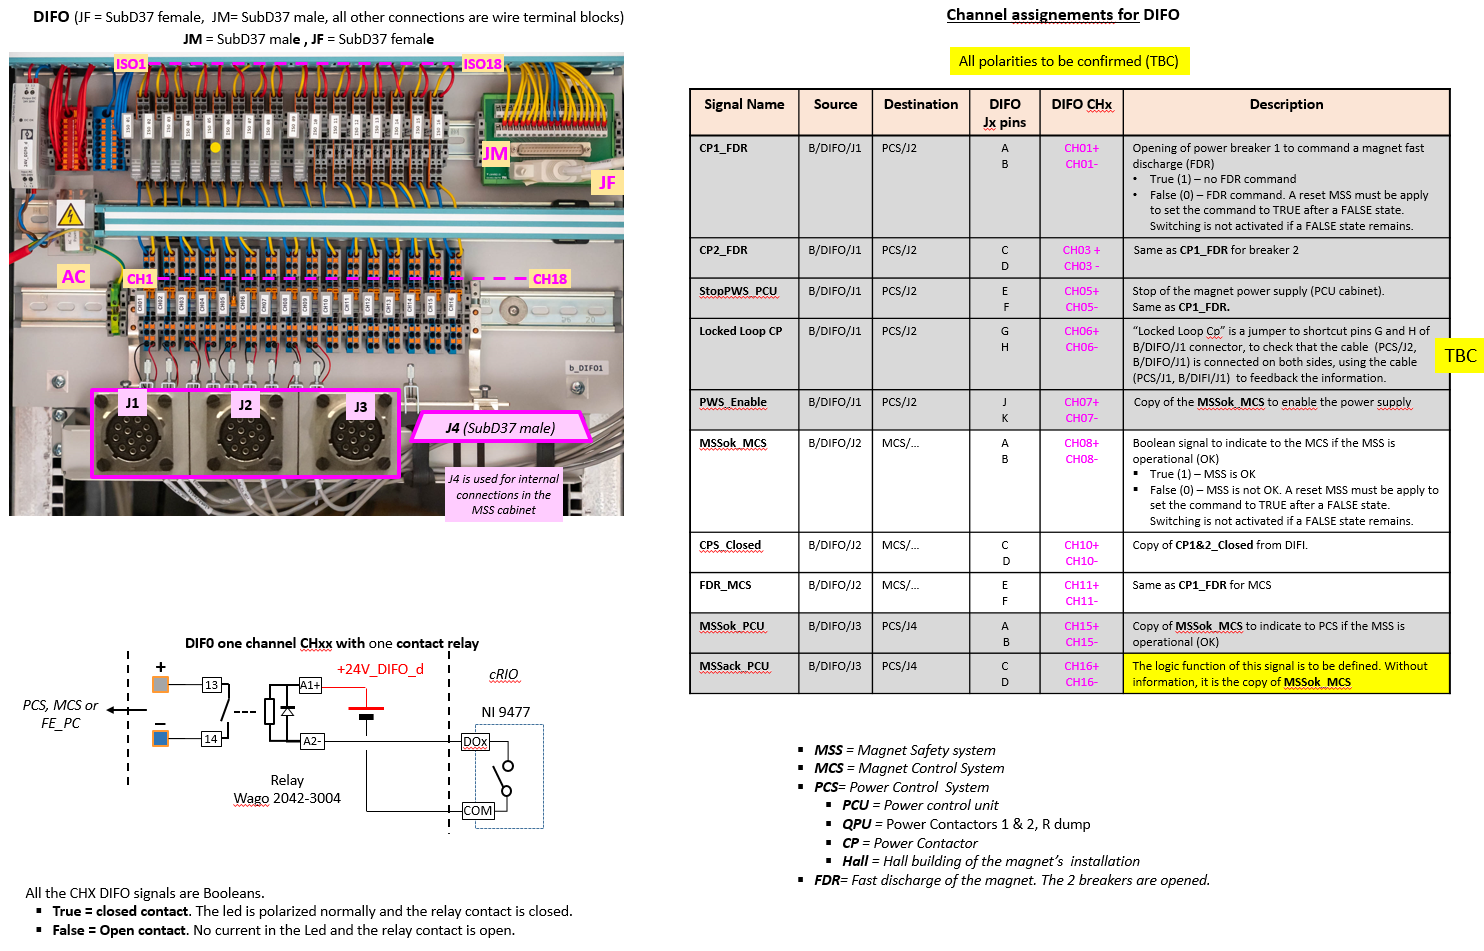 DIFO (JF = SubD37 female, JM= SubD37 male, all other connections are wire terminal blocks)
JM = SubD37 male , JF = SubD37 female
ISO1
ISO18
JM
JF
AC
CH1
CH18
b_DIFO1
J1
J2
J3
J4 (SubD37 male)
J4 is used for internal
connections in the
MSS cabinet
DIF0 one channel CHxx with one contact relay
+24V_DIFO_d
cRIO
NI 9477
+
–
13
14
A1+
A2-
DOx
COM
PCS, MCS or
FE_PC
Relay
Wago 2042-3004
All the CHX DIFO signals are Booleans.
▪ True = closed contact. The led is polarized normally and the relay contact is closed.
▪ False = Open contact. No current in the Led and the relay contact is open.
Channel assignements for DIFO
All polarities to be confirmed (TBC)
Signal Name Source Destination DIFO Jx pins DIFO CHx Description
CP1_FDR B/DIFO/J1 PCS/J2 A CH01+ Opening of power breaker 1 to command a magnet fast
B CH01- discharge (FDR)
• True (1) – no FDR command
• False (0) – FDR command. A reset MSS must be apply
to set the command to TRUE after a FALSE state.
Switching is not activated if a FALSE state remains.
CP2_FDR B/DIFO/J1 PCS/J2 C CH03 + Same as CP1_FDR for breaker 2
D CH03 -
StopPWS_PCU B/DIFO/J1 PCS/J2 E CH05+ Stop of the magnet power supply (PCU cabinet).
F CH05- Same as CP1_FDR.
Locked Loop CP B/DIFO/J1 PCS/J2 G CH06+ “Locked Loop Cp” is a jumper to shortcut pins G and H of
H CH06- B/DIFO/J1 connector, to check that the cable (PCS/J2,
B/DIFO/J1) is connected on both sides, using the cable
(PCS/J1, B/DIFI/J1) to feedback the information.
TBC
PWS_Enable B/DIFO/J1 PCS/J2 J CH07+ Copy of the MSSok_MCS to enable the power supply
K CH07-
MSSok_MCS B/DIFO/J2 MCS/... A CH08+ Boolean signal to indicate to the MCS if the MSS is
B CH08- operational (OK)
▪ True (1) – MSS is OK
▪ False (0) – MSS is not OK. A reset MSS must be apply to
set the command to TRUE after a FALSE state.
Switching is not activated if a FALSE state remains.
CPS_Closed B/DIFO/J2 MCS/... C CH10+ Copy of CP1&2_Closed from DIFI.
D CH10-
FDR_MCS B/DIFO/J2 MCS/... E CH11+ Same as CP1_FDR for MCS
F CH11-
MSSok_PCU B/DIFO/J3 PCS/J4 A CH15+ Copy of MSSok_MCS to indicate to PCS if the MSS is
B CH15- operational (OK)
MSSack_PCU B/DIFO/J3 PCS/J4 C CH16+ The logic function of this signal is to be defined. Without
D CH16- information, it is the copy of MSSok_MCS
▪ MSS = Magnet Safety system
▪ MCS = Magnet Control System
▪ PCS= Power Control System
▪ PCU = Power control unit
▪ QPU = Power Contactors 1 & 2, R dump
▪ CP = Power Contactor
▪ Hall = Hall building of the magnet’s installation
▪ FDR= Fast discharge of the magnet. The 2 breakers are opened.